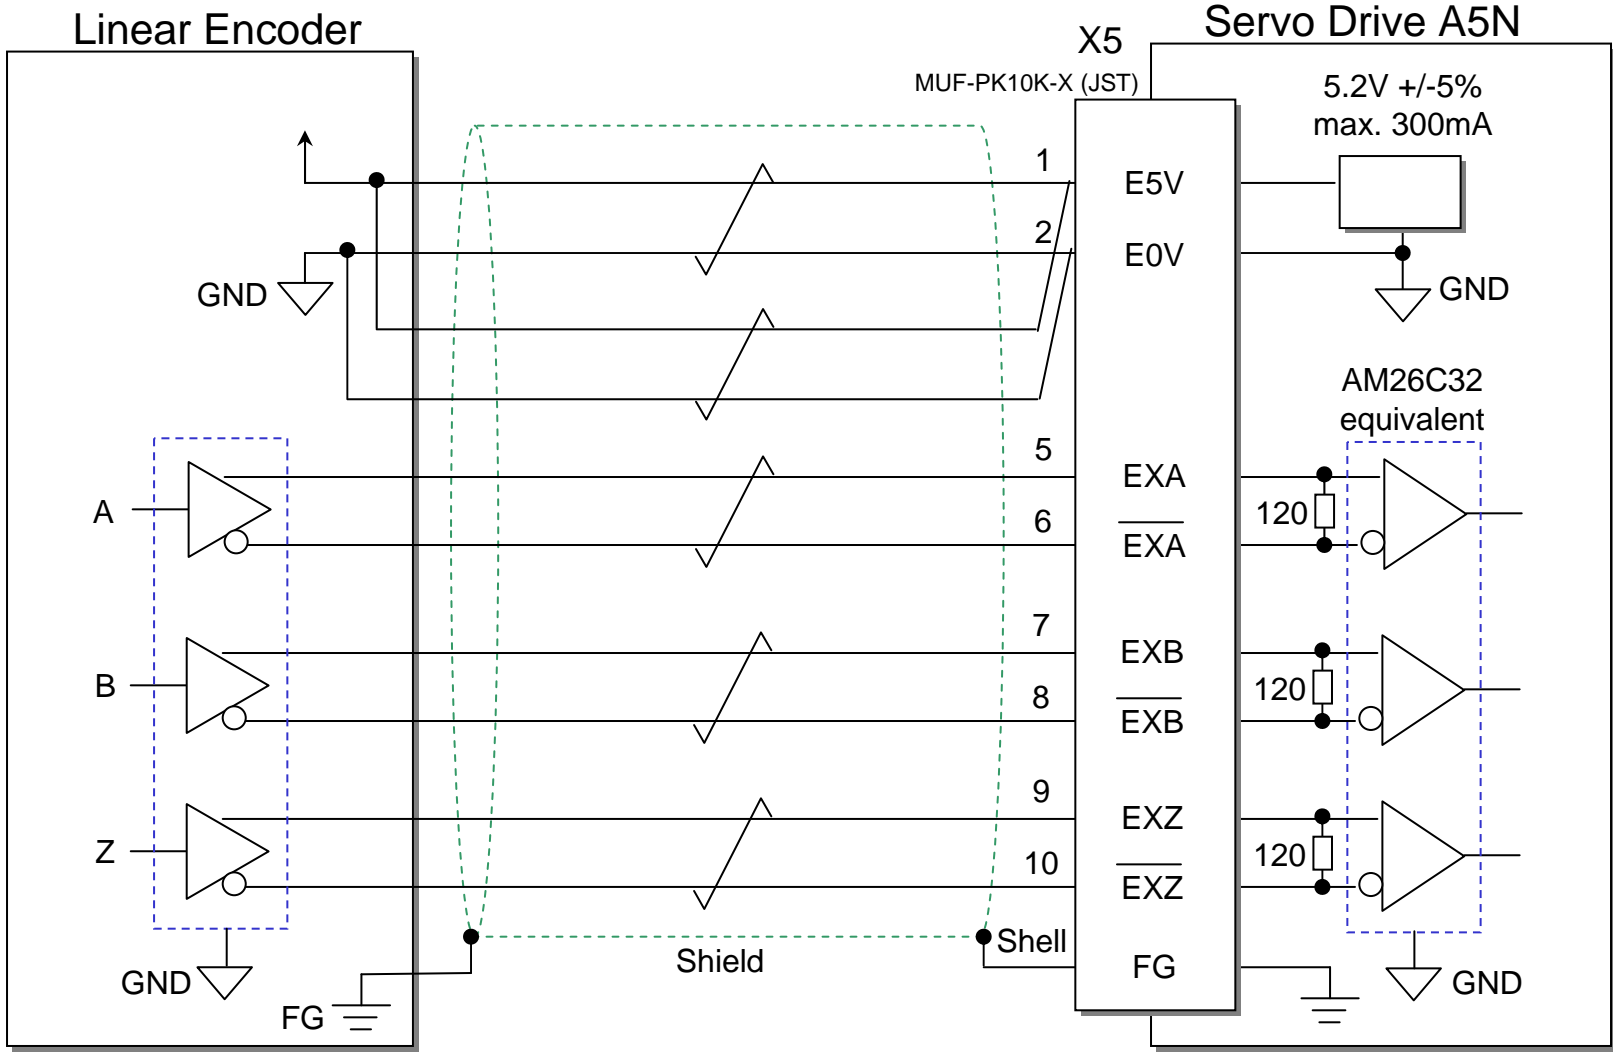 Linear Encoder
Servo Drive A5N
X5
MUF-PK10K-X (JST)
5.2V +/-5%
max. 300mA
1
E5V
2
E0V
GND
GND
AM26C32
equivalent
5
EXA
A
120
6
EXA
7
EXB
B
120
8
EXB
9
EXZ
Z
120
10
EXZ
Shell
Shield
FG
GND
GND
FG